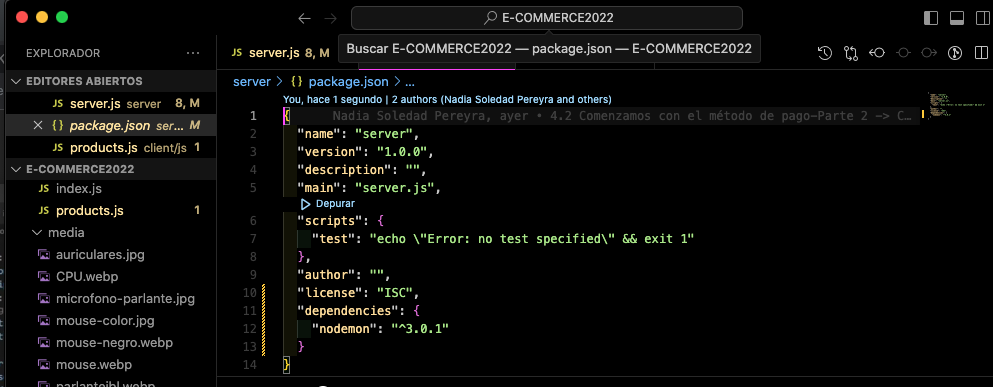 E-COMMERCE2022
EXPLORADOR
EDITORES ABIERTOS
JS server.js server 8, M
{} package.json ser... M
JS products.js client/js 1
E-COMMERCE2022
JS index.js
JS products.js 1
media
auriculares.jpg
CPU.webp
microfono-parlante.jpg
mouse-color.jpg
mouse-negro.webp
mouse.webp
parlantejbl.webp
JS server.js 8, M
Buscar E-COMMERCE2022 — package.json — E-COMMERCE2022
server > {} package.json > ...
You, hace 1 segundo | 2 authors (Nadia Soledad Pereyra and others)
1 { Nadia Soledad Pereyra, ayer • 4.2 Comenzamos con el método de pago-Parte 2 -> C...
2 "name": "server",
3 "version": "1.0.0",
4 "description": "",
5 "main": "server.js",
Depurar
6 "scripts": {
7 "test": "echo \"Error: no test specified\" && exit 1"
8 },
9 "author": "",
10 "license": "ISC",
11 "dependencies": {
12 "nodemon": "^3.0.1"
13 }
14 }